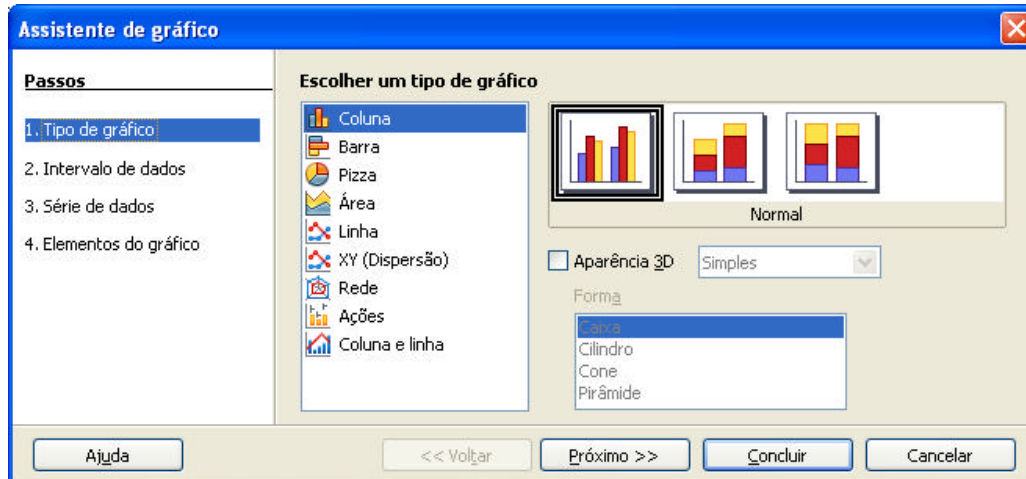 Assistente de gráfico
Passos
1. Tipo de gráfico
2. Intervalo de dados
3. Série de dados
4. Elementos do gráfico
Escolher um tipo de gráfico
Coluna
Barra
Pizza
Área
Linha
XY (Dispersão)
Rede
Ações
Coluna e linha
Normal
Aparência 3D
Simples
Forma
Caixa
Cilindro
Cone
Pirâmide
Ajuda
<< Voltar
Próximo >>
Concluir
Cancelar